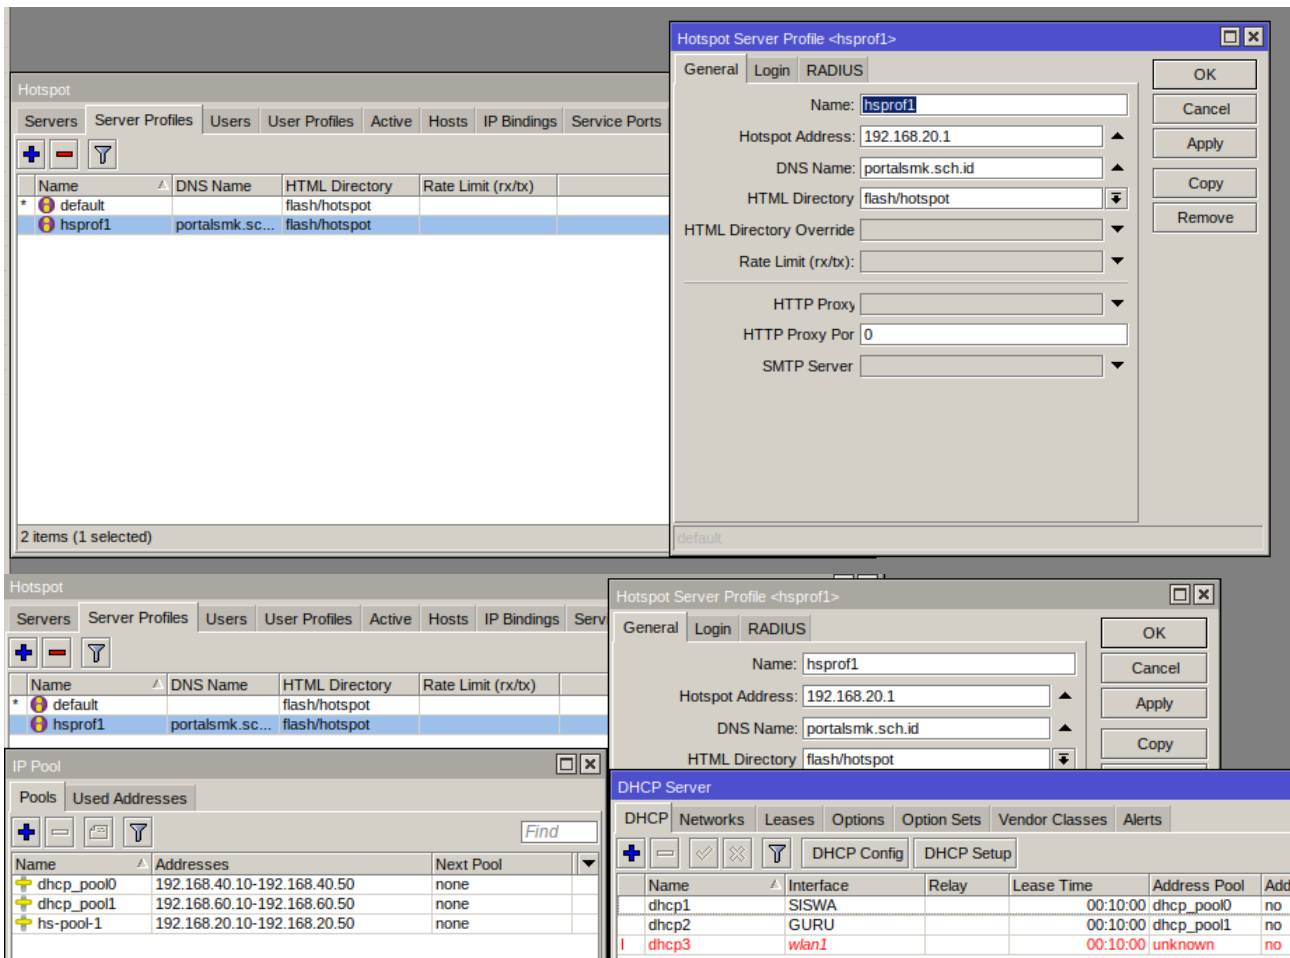 Hotspot
Servers Server Profiles Users User Profiles Active Hosts IP Bindings Service Ports
Name DNS Name HTML Directory Rate Limit (rx/tx)
* default flash/hotspot
hsprof1 portalsmk.sc... flash/hotspot
2 items (1 selected)
Hotspot Server Profile <hsprof1>
General Login RADIUS
Name: hsprof1
Hotspot Address: 192.168.20.1
DNS Name: portalsmk.sch.id
HTML Directory flash/hotspot
HTML Directory Override
Rate Limit (rx/tx):
HTTP Proxy
HTTP Proxy Por 0
SMTP Server
OK
Cancel
Apply
Copy
Remove
default
Hotspot
Servers Server Profiles Users User Profiles Active Hosts IP Bindings Serv
Name DNS Name HTML Directory Rate Limit (rx/tx)
* default flash/hotspot
hsprof1 portalsmk.sc... flash/hotspot
Hotspot Server Profile <hsprof1>
General Login RADIUS
Name: hsprof1
Hotspot Address: 192.168.20.1
DNS Name: portalsmk.sch.id
HTML Directory flash/hotspot
OK
Cancel
Apply
Copy
IP Pool
Pools Used Addresses
Find
Name Addresses Next Pool
dhcp_pool0 192.168.40.10-192.168.40.50 none
dhcp_pool1 192.168.60.10-192.168.60.50 none
hs-pool-1 192.168.20.10-192.168.20.50 none
DHCP Server
DHCP Networks Leases Options Option Sets Vendor Classes Alerts
DHCP Config DHCP Setup
Name Interface Relay Lease Time Address Pool Add
dhcp1 SISWA 00:10:00 dhcp_pool0 no
dhcp2 GURU 00:10:00 dhcp_pool1 no
I dhcp3 wlan1 00:10:00 unknown no